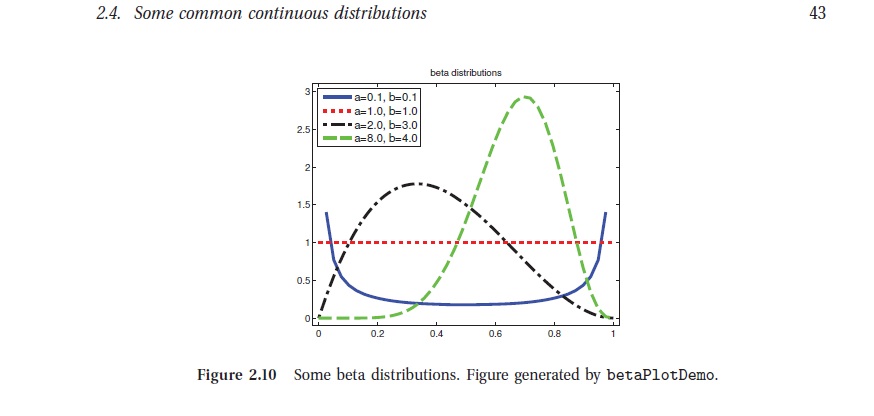 2.4. Some common continuous distributions 43
beta distributions
3
2.5
2
1.5
1
0.5
0
a=0.1, b=0.1
a=1.0, b=1.0
a=2.0, b=3.0
a=8.0, b=4.0
0 0.2 0.4 0.6 0.8 1
Figure 2.10 Some beta distributions. Figure generated by betaPlotDemo.